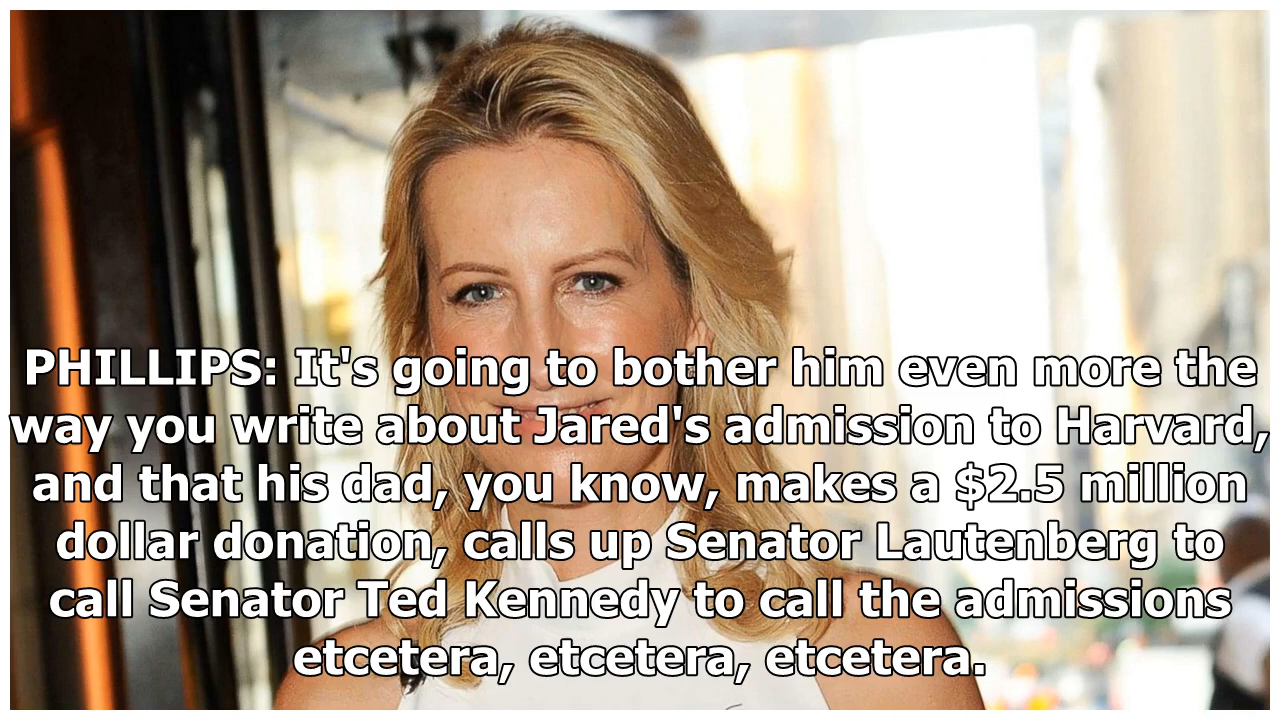 PHILLIPS: It's going to bother him even more the
way you write about Jared's admission to Harvard,
and that his dad, you know, makes a $2.5 million
dollar donation, calls up Senator Lautenberg to
call Senator Ted Kennedy to call the admissions
etcetera, etcetera, etcetera.